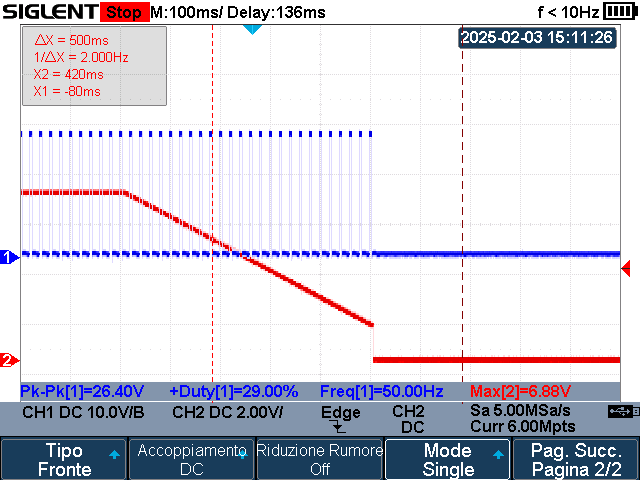 SIGLENT Stop M:100ms/ Delay:136ms f < 10Hz
2025-02-03 15:11:26
△X = 500ms
1/△X = 2.000Hz
X2 = 420ms
X1 = -80ms
1
2
Pk-Pk[1]=26.40V +Duty[1]=29.00% Freq[1]=50.00Hz Max[2]=6.88V
CH1 DC 10.0V/B CH2 DC 2.00V/ Edge CH2 Sa 5.00MSa/s
DC Curr 6.00Mpts
Tipo Accoppiamento Riduzione Rumore Mode Pag. Succ.
Fronte DC Off Single Pagina 2/2